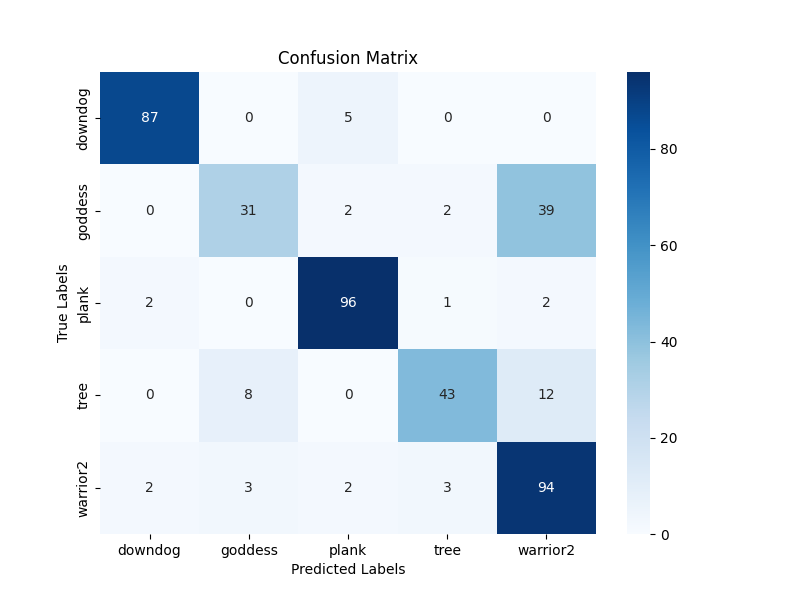 Confusion Matrix
downdog 87 0 5 0 0
goddess 0 31 2 2 39
plank 2 0 96 1 2
tree 0 8 0 43 12
warrior2 2 3 2 3 94
True Labels
downdog goddess plank tree warrior2
Predicted Labels
80
60
40
20
0